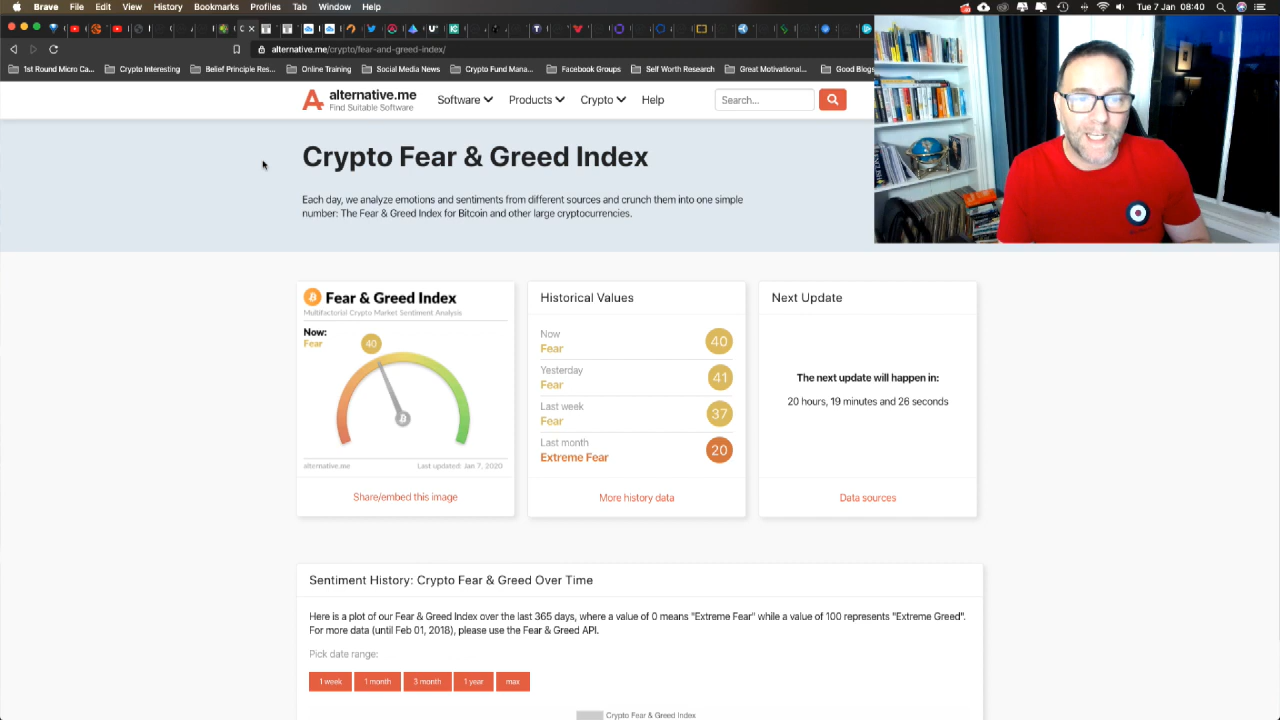 Brave File Edit View History Bookmarks Window Help
100%
Tue 7 Jan 08:40
alternative.me/crypto/fear-and-greed-index/
1st Round Micro Ca...
Crypto Interesting
Belief Profile Res...
Online Training
Social Media News
Crypto Fund Mana...
Facebook Groups
Self Worth Research
Great Motivational...
Good Blog
alternative.me
Find Suitable Software
Software
Products
Crypto
Help
Search...
Crypto Fear & Greed Index
Each day, we analyze emotions and sentiments from different sources and crunch them into one simple
number: The Fear & Greed Index for Bitcoin and other large cryptocurrencies.
Fear & Greed Index
Multifactorial Crypto Market Sentiment Analysis
Now:
Fear
40
alternative.me
Last updated: Jan 7, 2020
Share/embed this image
Historical Values
Now
Fear
40
Yesterday
Fear
41
Last week
Fear
37
Last month
Extreme Fear
20
More history data
Next Update
The next update will happen in:
20 hours, 19 minutes and 26 seconds
Data sources
Sentiment History: Crypto Fear & Greed Over Time
Here is a plot of our Fear & Greed Index over the last 365 days, where a value of 0 means "Extreme Fear" while a value of 100 represents "Extreme Greed".
For more data (until Feb 01, 2018), please use the Fear & Greed API.
Pick date range:
1 week
1 month
3 month
1 year
max
Crypto Fear & Greed Index